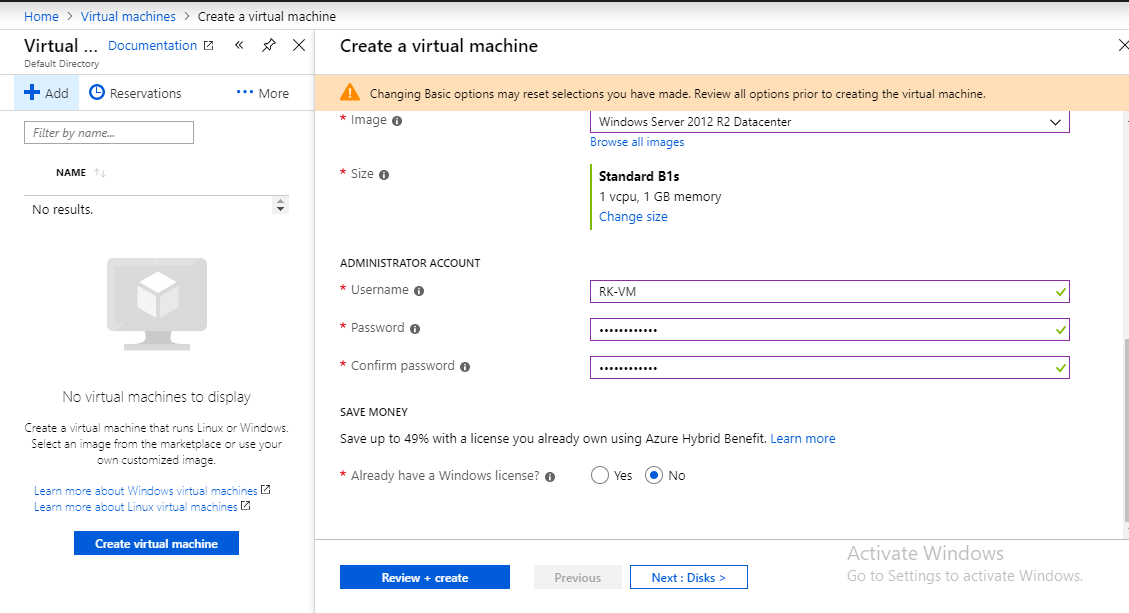 Home > Virtual machines > Create a virtual machine
Virtual ... Documentation
Default Directory
Add Reservations ... More
Filter by name...
NAME ↑↓
No results.
No virtual machines to display
Create a virtual machine that runs Linux or Windows.
Select an image from the marketplace or use your
own customized image.
Learn more about Windows virtual machines
Learn more about Linux virtual machines
Create virtual machine
Create a virtual machine
Changing Basic options may reset selections you have made. Review all options prior to creating the virtual machine.
* Image Windows Server 2012 R2 Datacenter
Browse all images
* Size Standard B1s
1 vcpu, 1 GB memory
Change size
ADMINISTRATOR ACCOUNT
* Username RK-VM
* Password ••••••••••••
* Confirm password ••••••••••••
SAVE MONEY
Save up to 49% with a license you already own using Azure Hybrid Benefit. Learn more
* Already have a Windows license? Yes No
Review + create Previous Next : Disks >
Activate Windows
Go to Settings to activate Windows.